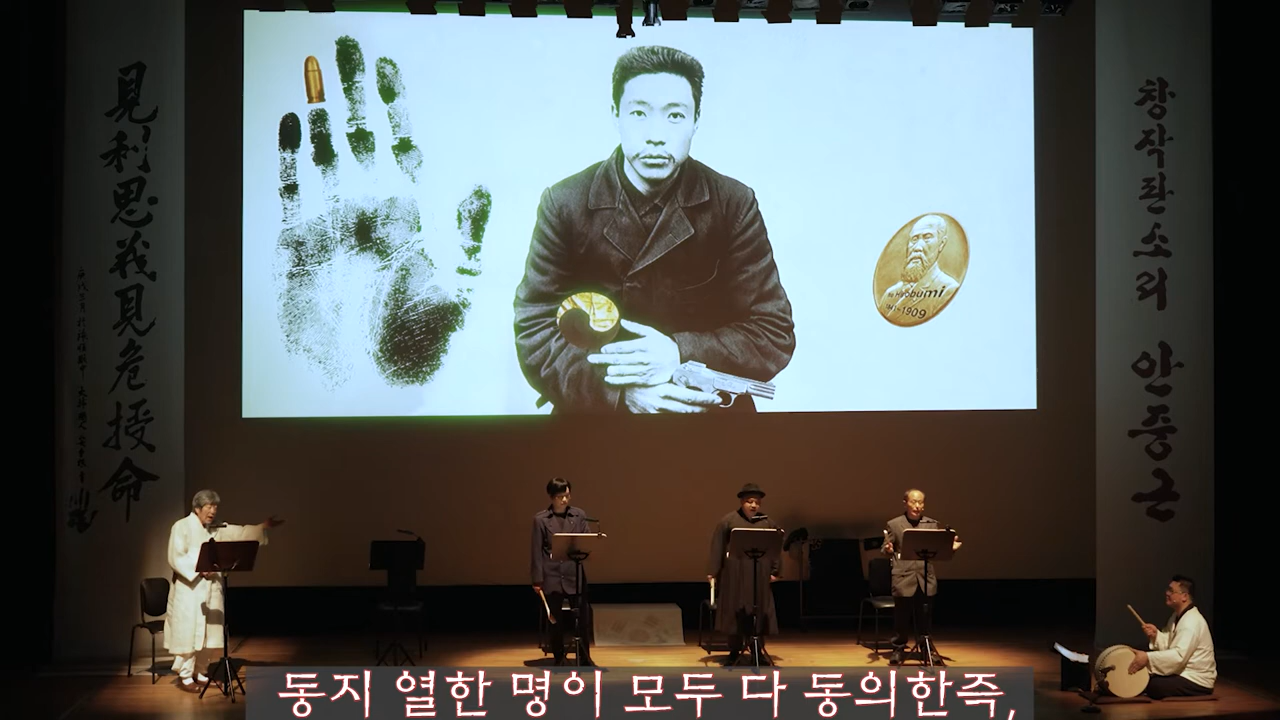 見利思義見危授命
창작판소리 안중근
1909
동지 열한 명이 모두 다 동의한즉,